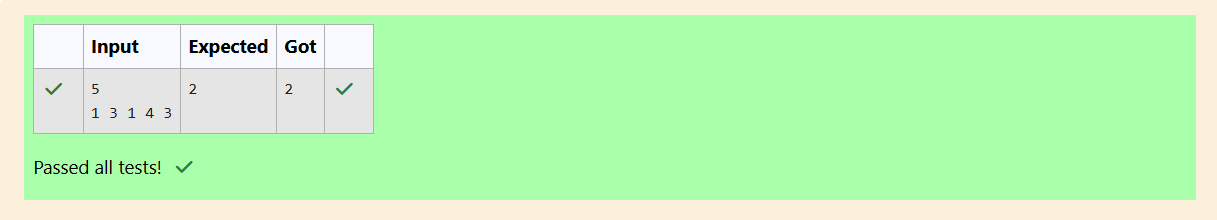 Input Expected Got
5 2 2
1 3 1 4 3
Passed all tests!